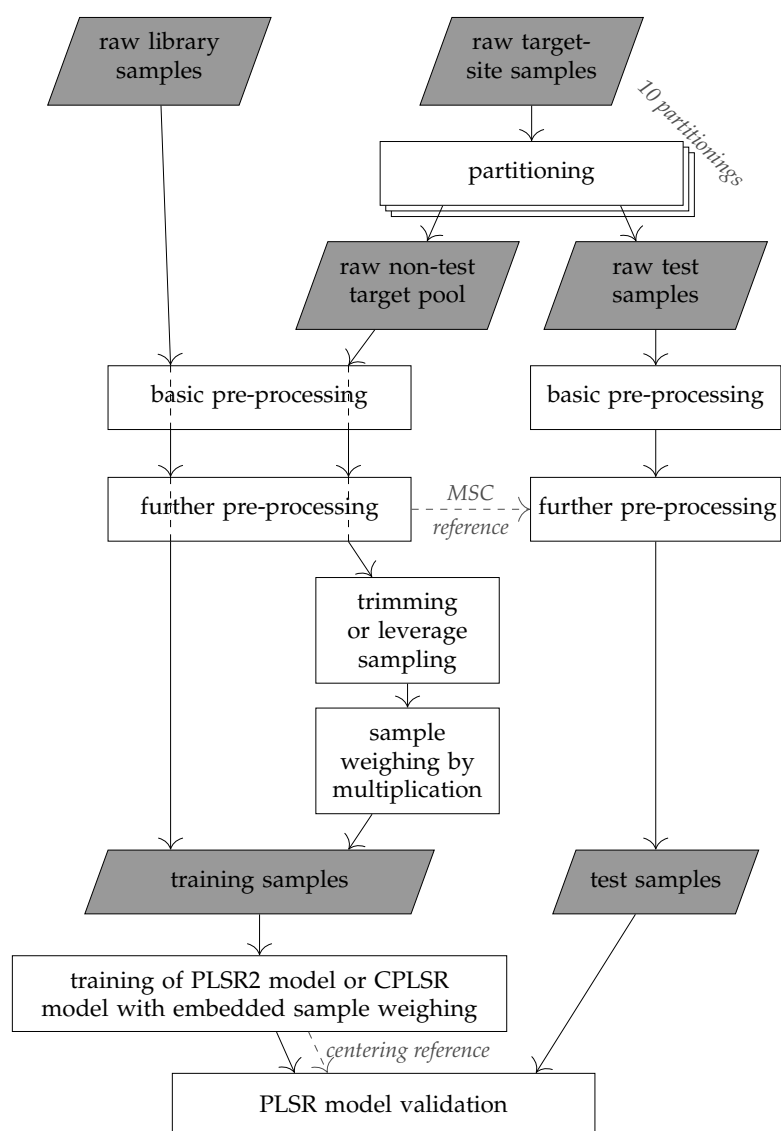 raw library
samples
raw target-
site samples
10 partitionings
partitioning
raw non-test
target pool
raw test
samples
basic pre-processing
basic pre-processing
further pre-processing
MSC
reference
further pre-processing
trimming
or leverage
sampling
sample
weighing by
multiplication
training samples
test samples
training of PLSR2 model or CPLSR
model with embedded sample weighing
centering reference
PLSR model validation